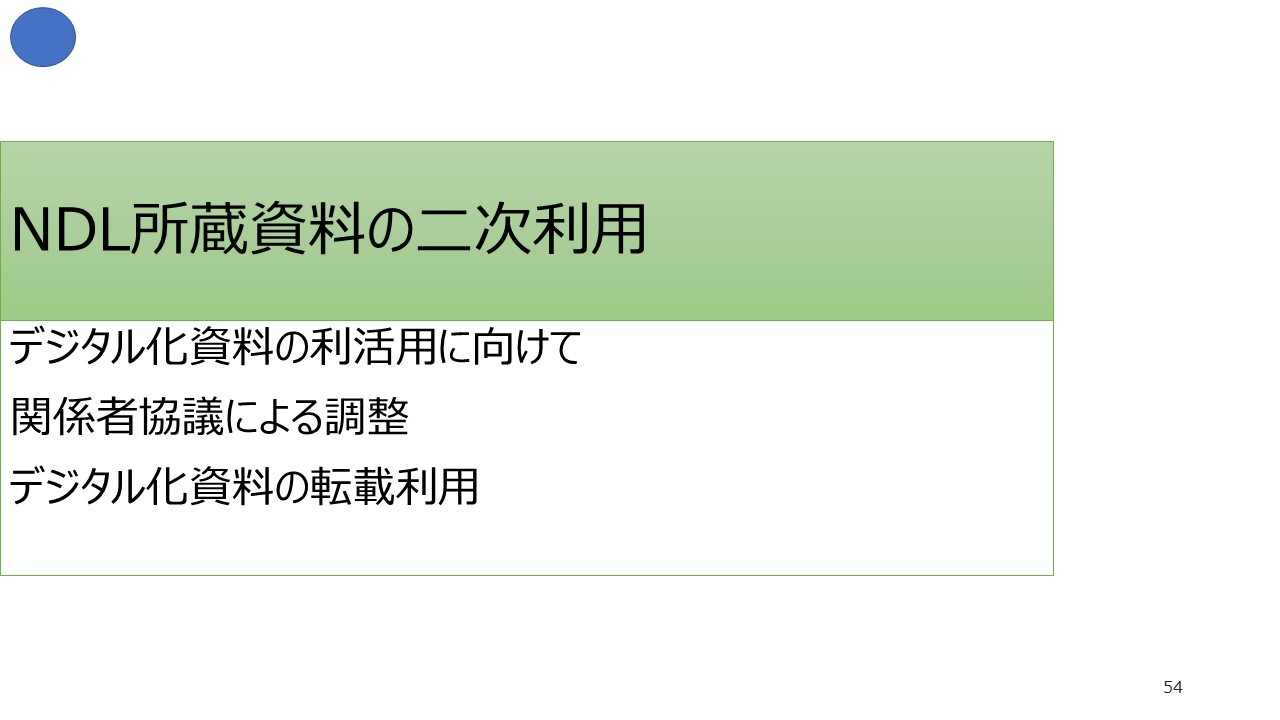 NDL所蔵資料の二次利用
デジタル化資料の利活用に向けて
関係者協議による調整
デジタル化資料の転載利用
54